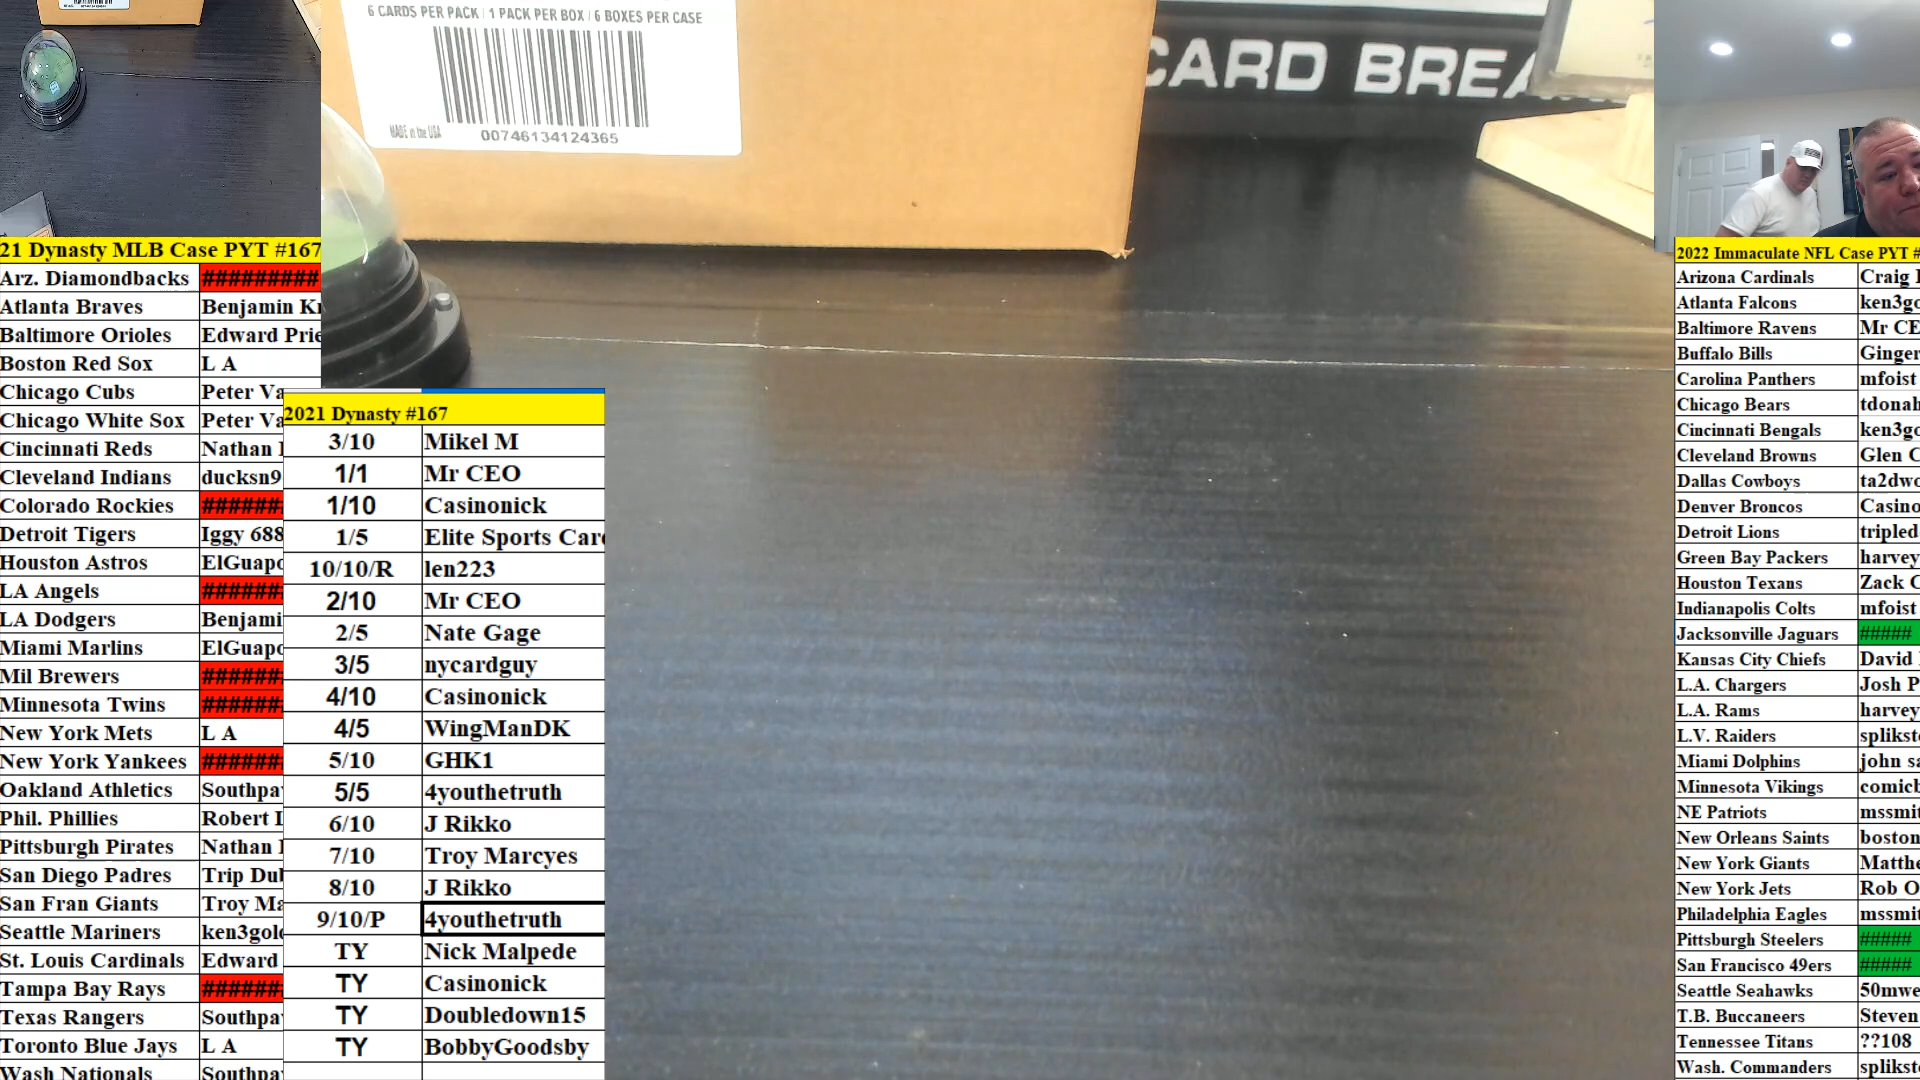 6 CARDS PER PACK | 1 PACK PER BOX | 6 BOXES PER CASE
MADE in the USA
00746134124365
CARD BREA
21 Dynasty MLB Case PYT #167
Arz. Diamondbacks #########
Atlanta Braves Benjamin
Baltimore Orioles Edward
Boston Red Sox L A
Chicago Cubs Peter
Chicago White Sox Peter
Cincinnati Reds Nathan
Cleveland Indians ducksn9
Colorado Rockies ######
Detroit Tigers Iggy 688
Houston Astros ElGuap
LA Angels ######
LA Dodgers Benjami
Miami Marlins ElGuap
Mil Brewers ######
Minnesota Twins ######
New York Mets L A
New York Yankees ######
Oakland Athletics Southpa
Phil. Phillies Robert
Pittsburgh Pirates Nathan
San Diego Padres Trip
San Fran Giants Troy
Seattle Mariners ken3gol
St. Louis Cardinals Edward
Tampa Bay Rays ######
Texas Rangers Southpa
Toronto Blue Jays L A
Wash Nationals Southpa
2021 Dynasty #167
3/10 Mikel M
1/1 Mr CEO
1/10 Casinonick
1/5 Elite Sports Car
10/10/R len223
2/10 Mr CEO
2/5 Nate Gage
3/5 nycardguy
4/10 Casinonick
4/5 WingManDK
5/10 GHK1
5/5 4youthetruth
6/10 J Rikko
7/10 Troy Marcyes
8/10 J Rikko
9/10/P 4youthetruth
TY Nick Malpede
TY Casinonick
TY Doubledown15
TY BobbyGoodsby
2022 Immaculate NFL Case PYT #
Arizona Cardinals Craig
Atlanta Falcons ken3g
Baltimore Ravens Mr CE
Buffalo Bills Ginger
Carolina Panthers mfoist
Chicago Bears tdonah
Cincinnati Bengals ken3g
Cleveland Browns Glen
Dallas Cowboys ta2dw
Denver Broncos Casino
Detroit Lions tripled
Green Bay Packers harvey
Houston Texans Zack
Indianapolis Colts mfoist
Jacksonville Jaguars #####
Kansas City Chiefs David
L.A. Chargers Josh P
L.A. Rams harvey
L.V. Raiders splikst
Miami Dolphins john sa
Minnesota Vikings comicb
NE Patriots mssmit
New Orleans Saints boston
New York Giants Matthe
New York Jets Rob O
Philadelphia Eagles mssmit
Pittsburgh Steelers #####
San Francisco 49ers #####
Seattle Seahawks 50mwe
T.B. Buccaneers Steven
Tennessee Titans ??108
Wash. Commanders splikst